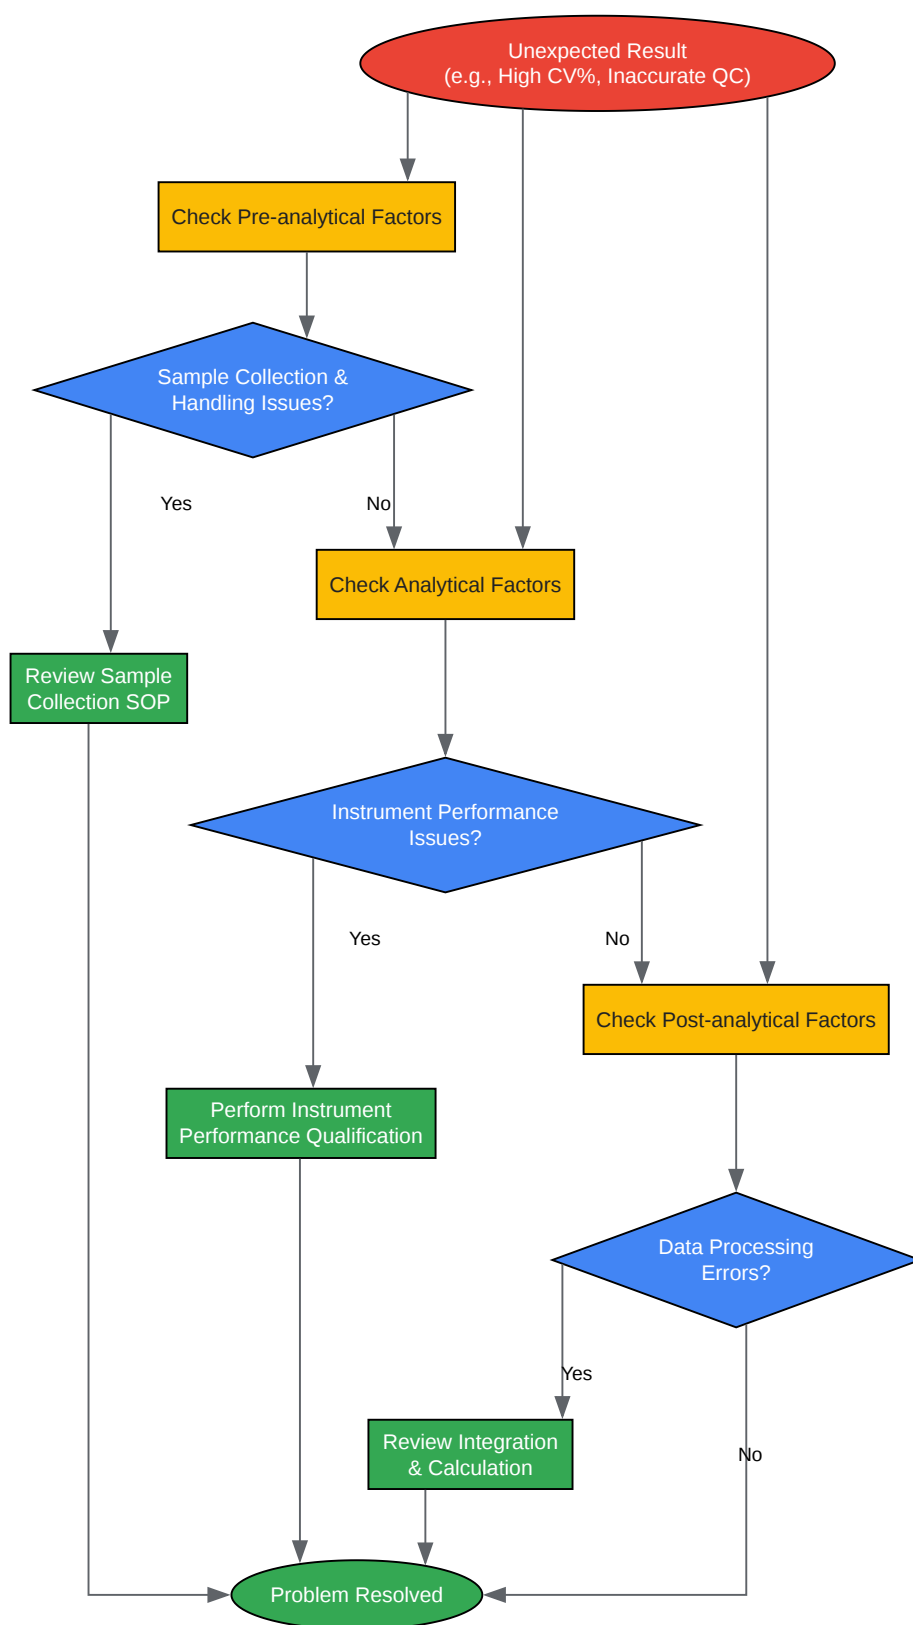 Unexpected Result
(e.g., High CV%, Inaccurate QC)
Check Pre-analytical Factors
Sample Collection &
Handling Issues?
Yes
No
Check Analytical Factors
Review Sample
Collection SOP
Instrument Performance
Issues?
Yes
No
Check Post-analytical Factors
Perform Instrument
Performance Qualification
Data Processing
Errors?
Yes
Review Integration
& Calculation
No
Problem Resolved